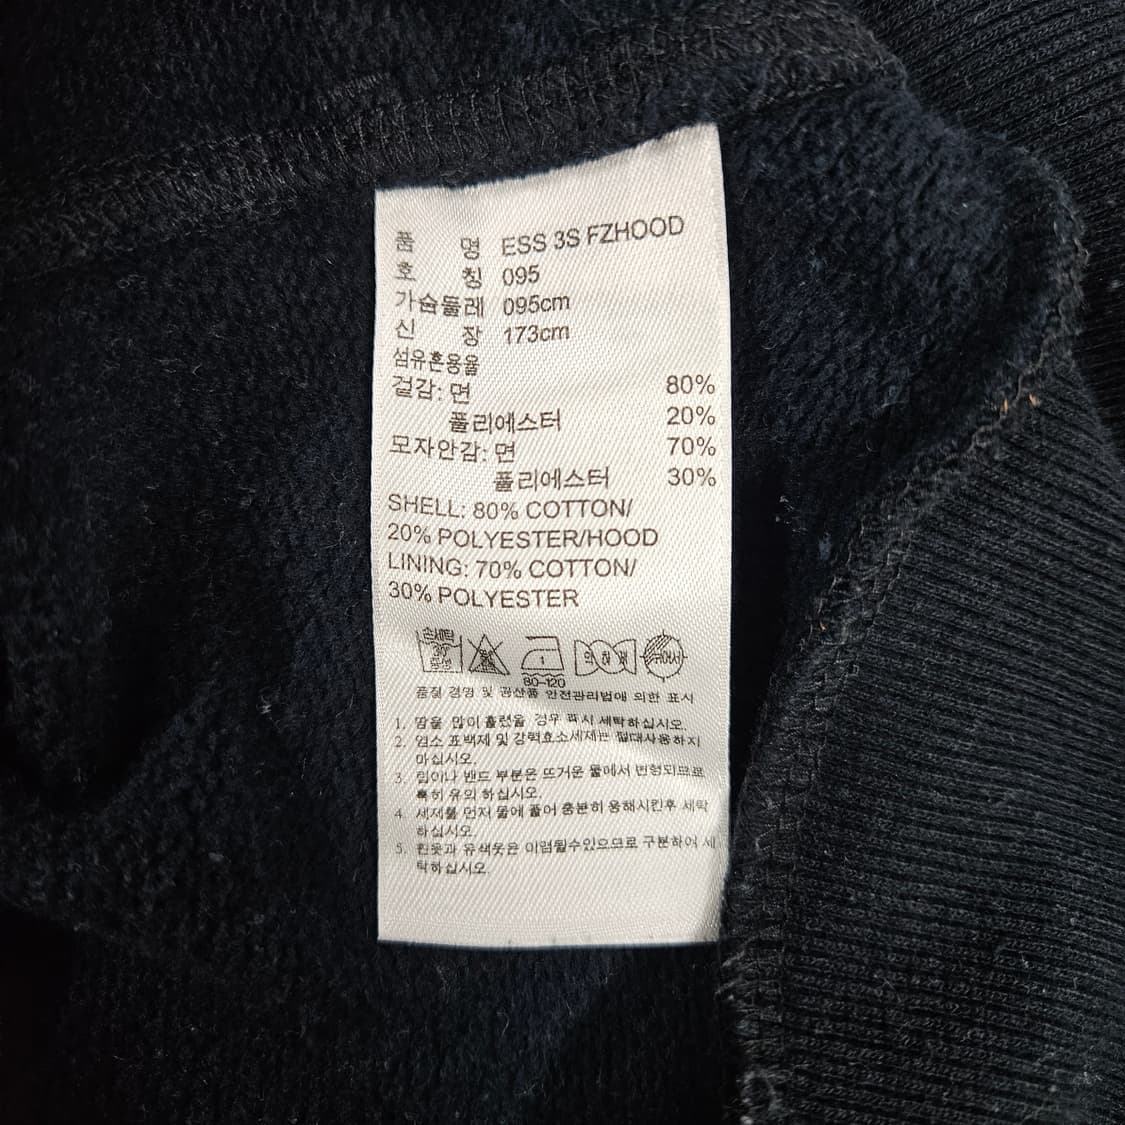 품 명 ESS 3S FZHOOD
호 칭 095
가슴둘레 095cm
신 장 173cm
섬유혼용율
겉감: 면 80%
폴리에스터 20%
모자안감: 면 70%
폴리에스터 30%
SHELL: 80% COTTON/
20% POLYESTER/HOOD
LINING: 70% COTTON/
30% POLYESTER
손세탁
30°
중성
1
80-120
약하게
품질 경영 및 공산품 안전관리법에 의한 표시
1. 땀을 많이 흘렸을 경우 즉시 세탁하십시오.
2. 염소 표백제 및 강력효소세제는 절대사용하지
마십시오.
3. 립이나 밴드 부분은 뜨거운 물에서 변형되므로
특히 유의 하십시오.
4. 세제를 먼저 물에 풀어 충분히 용해시킨후 세탁
하십시오.
5. 흰옷과 유색옷은 이염될수있으므로 구분하여 세
탁하십시오.